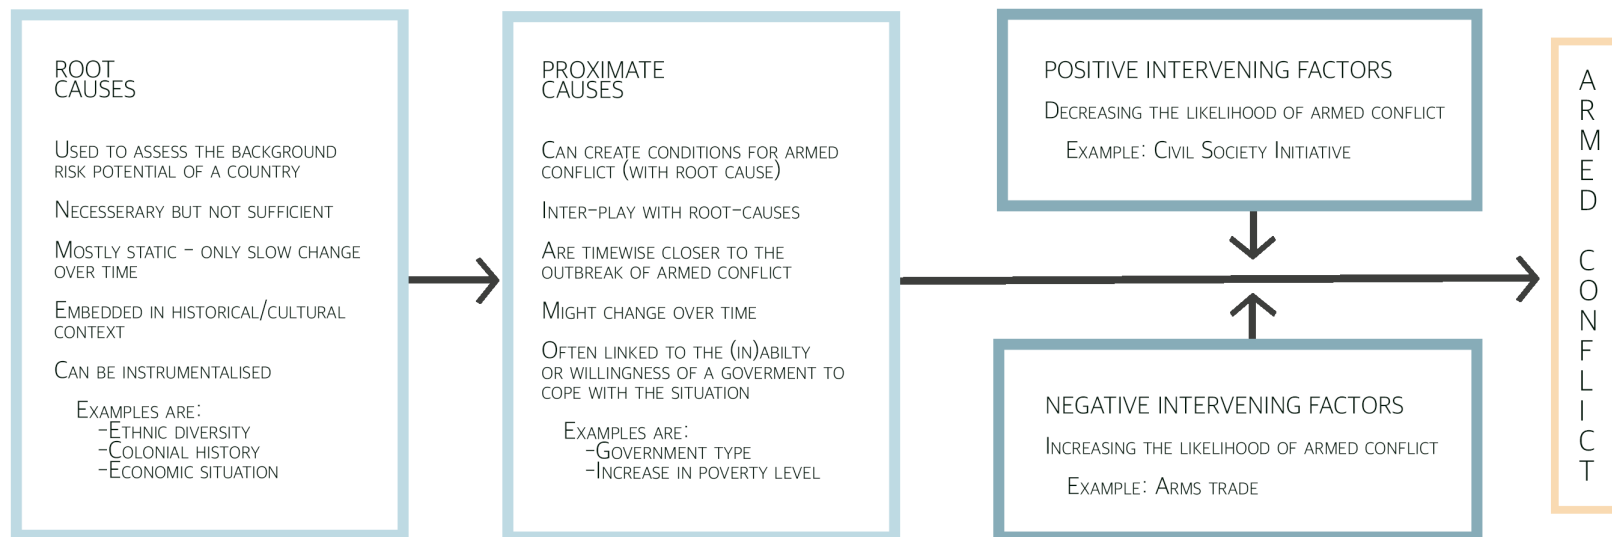 ROOT
CAUSES
USED TO ASSESS THE BACKGROUND
RISK POTENTIAL OF A COUNTRY
NECESSERARY BUT NOT SUFFICIENT
MOSTLY STATIC - ONLY SLOW CHANGE
OVER TIME
EMBEDDED IN HISTORICAL/CULTURAL
CONTEXT
CAN BE INSTRUMENTALISED
EXAMPLES ARE:
-ETHNIC DIVERSITY
-COLONIAL HISTORY
-ECONOMIC SITUATION
PROXIMATE
CAUSES
CAN CREATE CONDITIONS FOR ARMED
CONFLICT (WITH ROOT CAUSE)
INTER-PLAY WITH ROOT-CAUSES
ARE TIMEWISE CLOSER TO THE
OUTBREAK OF ARMED CONFLICT
MIGHT CHANGE OVER TIME
OFTEN LINKED TO THE (IN)ABILTY
OR WILLINGNESS OF A GOVERMENT TO
COPE WITH THE SITUATION
EXAMPLES ARE:
-GOVERNMENT TYPE
-INCREASE IN POVERTY LEVEL
POSITIVE INTERVENING FACTORS
DECREASING THE LIKELIHOOD OF ARMED CONFLICT
EXAMPLE: CIVIL SOCIETY INITIATIVE
NEGATIVE INTERVENING FACTORS
INCREASING THE LIKELIHOOD OF ARMED CONFLICT
EXAMPLE: ARMS TRADE
ARMED CONFLICT